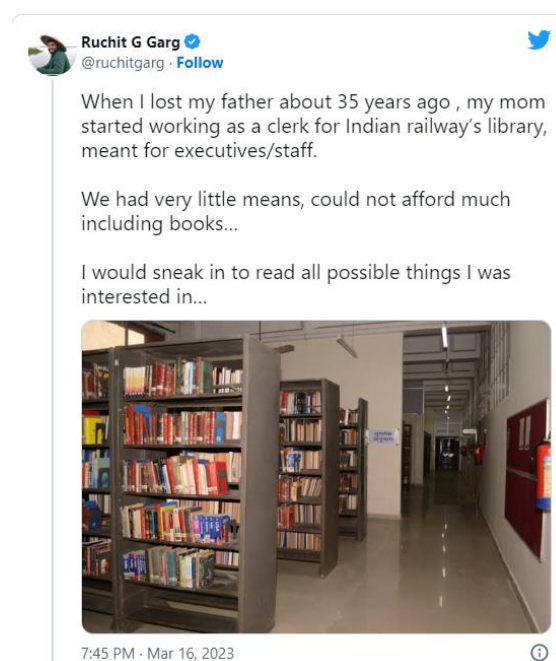 Ruchit G Garg
@ruchitgarg · Follow
When I lost my father about 35 years ago , my mom
started working as a clerk for Indian railway’s library,
meant for executives/staff.
We had very little means, could not afford much
including books...
I would sneak in to read all possible things I was
interested in...
7:45 PM · Mar 16, 2023